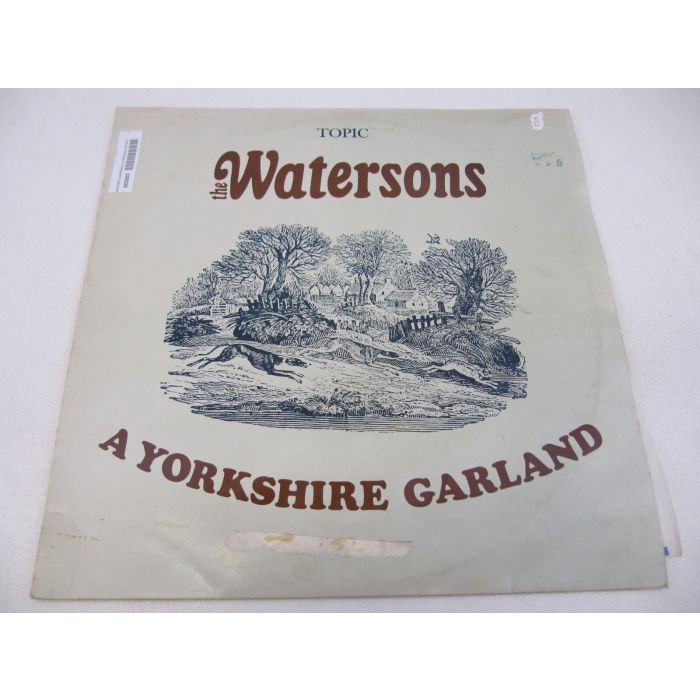 TOPIC
the Watersons
A YORKSHIRE GARLAND